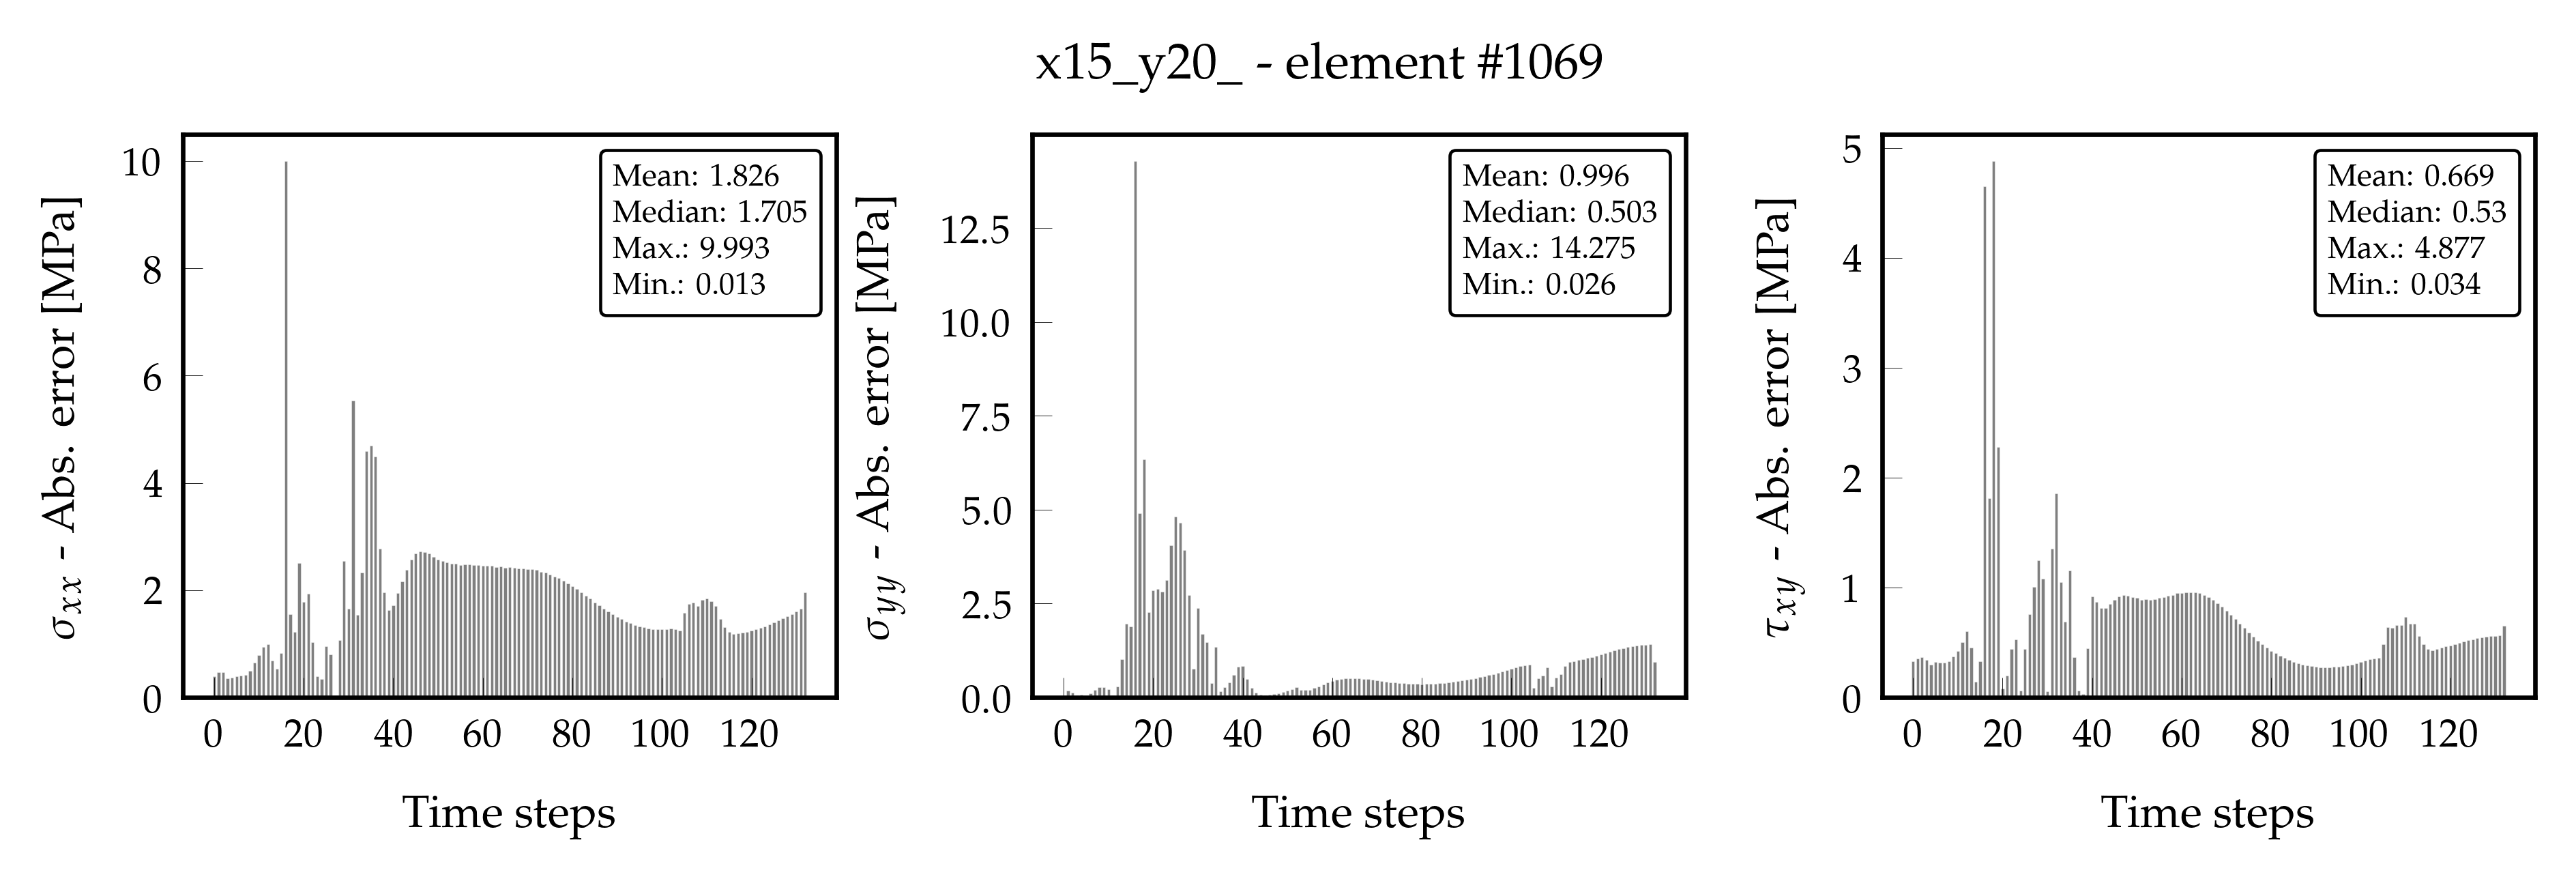 x15_y20_ - element #1069
σxx - Abs. error [MPa]
10
8
6
4
2
0
Mean: 1.826
Median: 1.705
Max.: 9.993
Min.: 0.013
0 20 40 60 80 100 120
Time steps
σyy - Abs. error [MPa]
12.5
10.0
7.5
5.0
2.5
0.0
Mean: 0.996
Median: 0.503
Max.: 14.275
Min.: 0.026
0 20 40 60 80 100 120
Time steps
τxy - Abs. error [MPa]
5
4
3
2
1
0
Mean: 0.669
Median: 0.53
Max.: 4.877
Min.: 0.034
0 20 40 60 80 100 120
Time steps